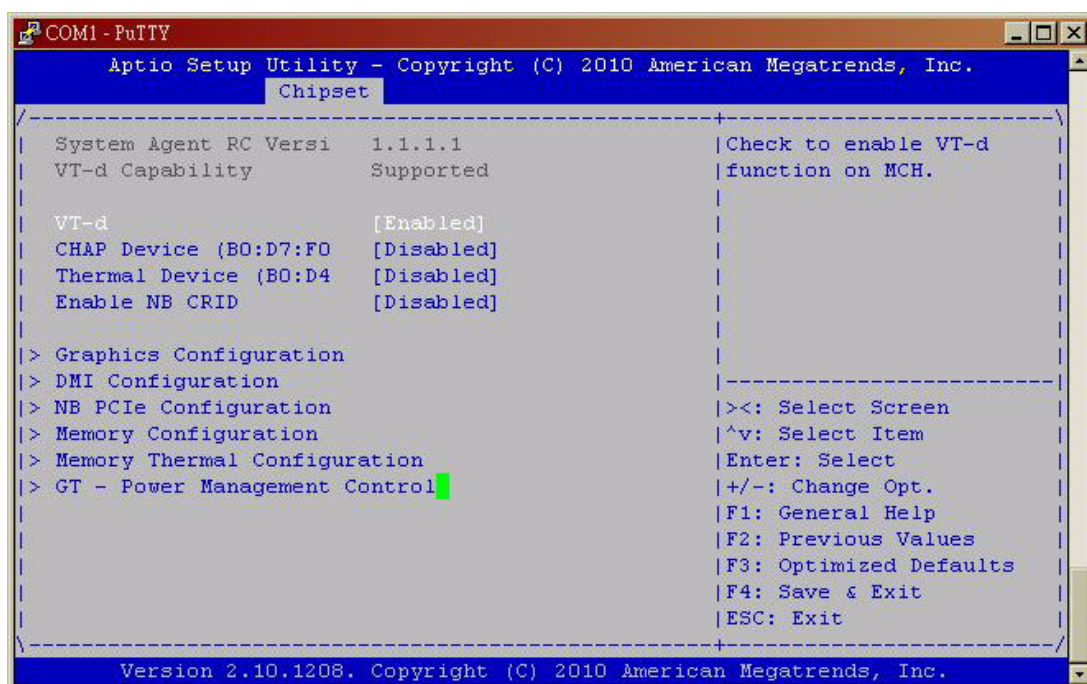 COM1 - PuTTY
Aptio Setup Utility - Copyright (C) 2010 American Megatrends, Inc.
Chipset
System Agent RC Versi 1.1.1.1
VT-d Capability Supported
VT-d [Enabled]
CHAP Device (B0:D7:F0 [Disabled]
Thermal Device (B0:D4 [Disabled]
Enable NB CRID [Disabled]
> Graphics Configuration
> DMI Configuration
> NB PCIe Configuration
> Memory Configuration
> Memory Thermal Configuration
> GT - Power Management Control
Check to enable VT-d
function on MCH.
><: Select Screen
^v: Select Item
Enter: Select
+/-: Change Opt.
F1: General Help
F2: Previous Values
F3: Optimized Defaults
F4: Save & Exit
ESC: Exit
Version 2.10.1208. Copyright (C) 2010 American Megatrends, Inc.